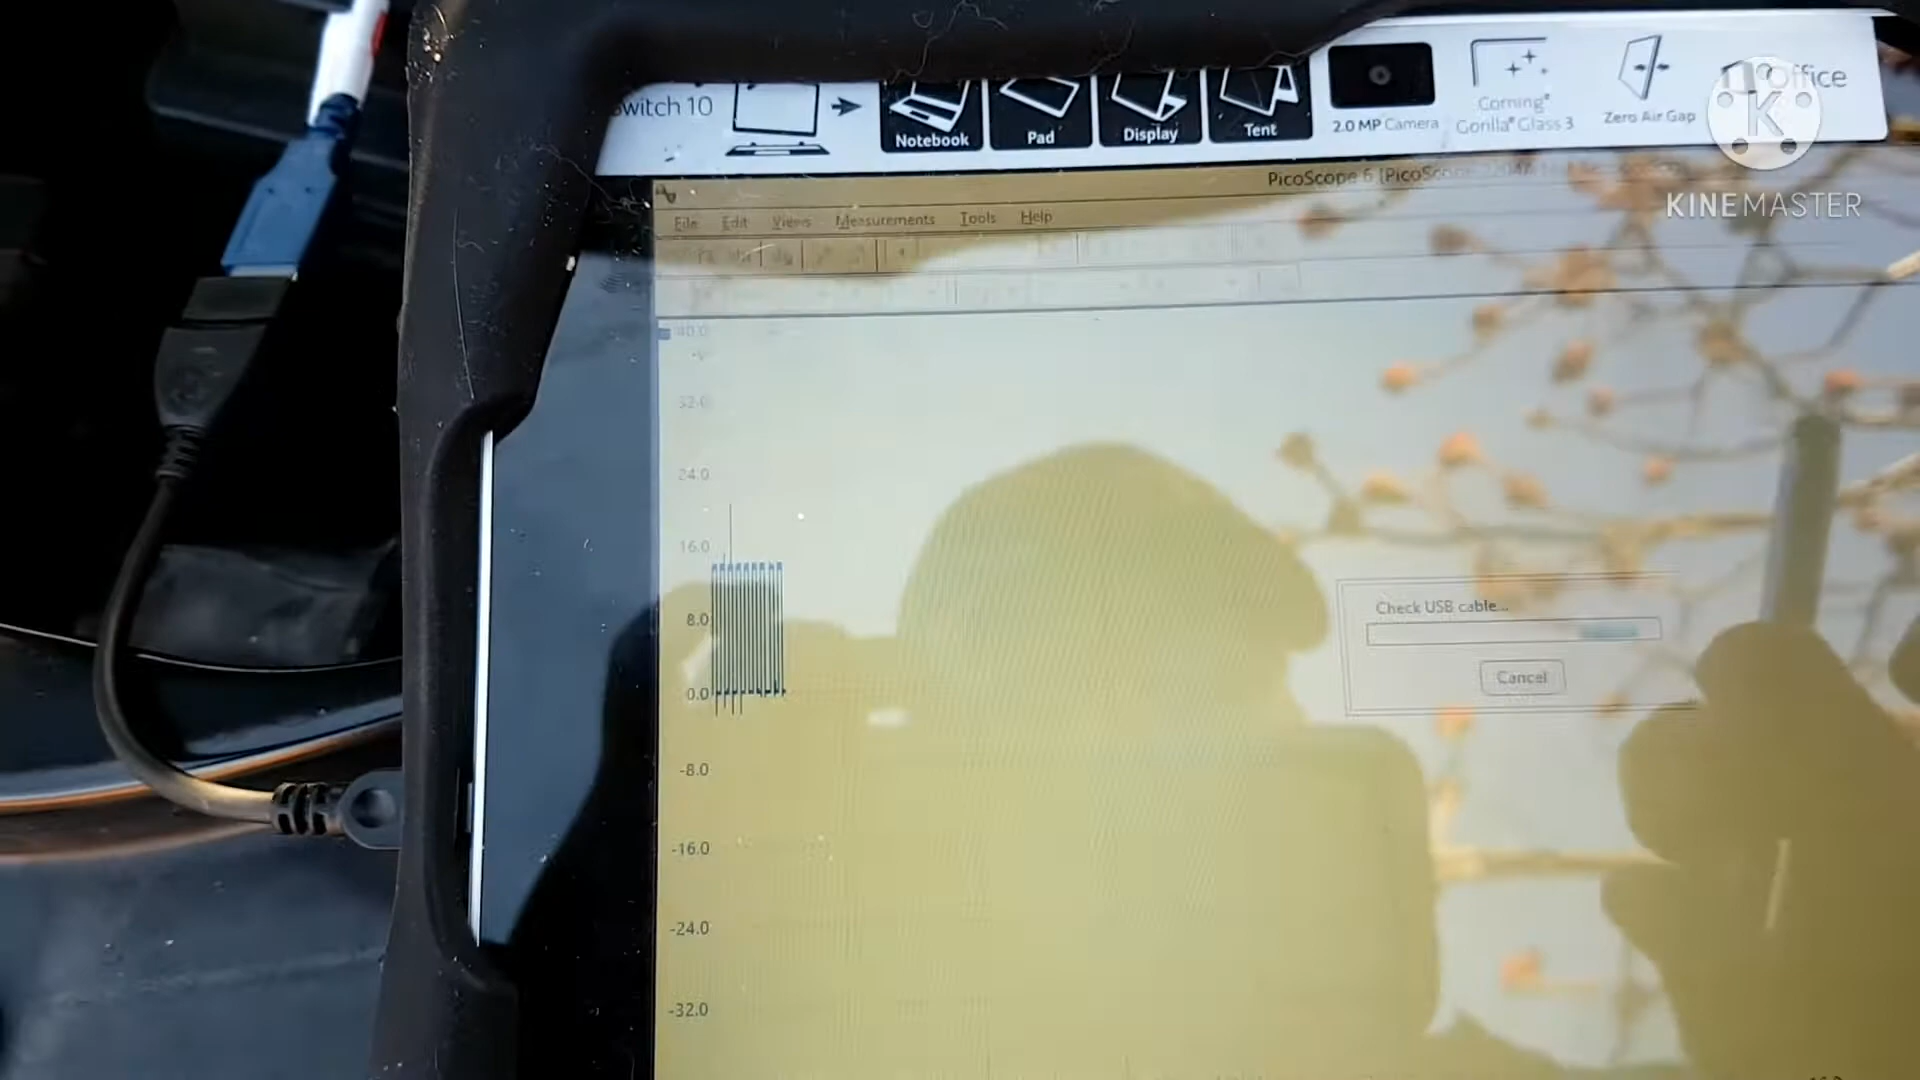 Switch 10
Notebook
Pad
Display
Tent
2.0 MP Camera
Corning®
Gorilla® Glass 3
Zero Air Gap
Office
K
KINEMASTER
PicoScope 6
File Edit Views Measurements Tools Help
40.0
32.0
24.0
16.0
8.0
0.0
-8.0
-16.0
-24.0
-32.0
Check USB cable...
Cancel